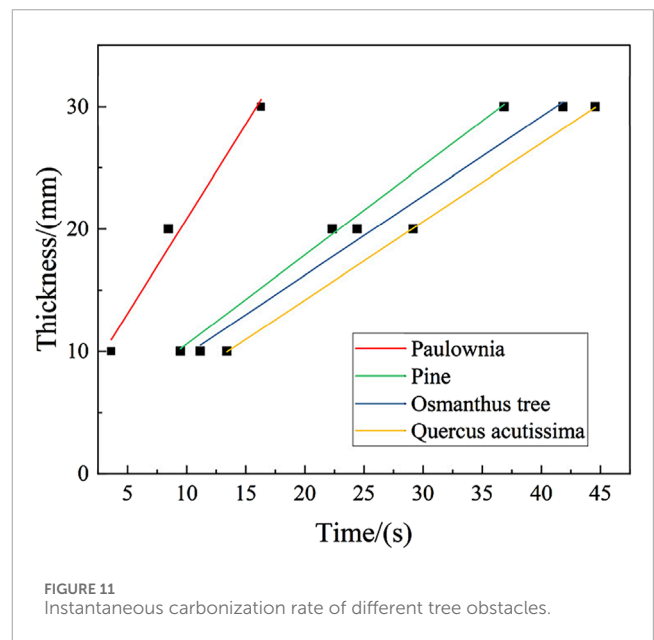 30
20
10
0
Thickness/(mm)
Paulownia
Pine
Osmanthus tree
Quercus acutissima
5 10 15 20 25 30 35 40 45
Time/(s)
FIGURE 11
Instantaneous carbonization rate of different tree obstacles.